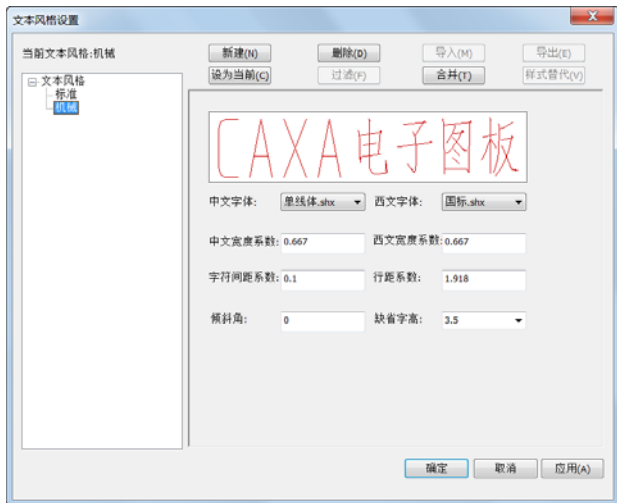 文本风格设置
当前文本风格:机械
新建(N) 删除(D) 导入(M) 导出(E)
设为当前(C) 过滤(F) 合并(T) 样式替代(V)
文本风格
标准
机械
CAXA电子图板
中文字体: 单线体.shx 西文字体: 国标.shx
中文宽度系数: 0.667 西文宽度系数: 0.667
字符间距系数: 0.1 行距系数: 1.918
倾斜角: 0 缺省字高: 3.5
确定 取消 应用(A)